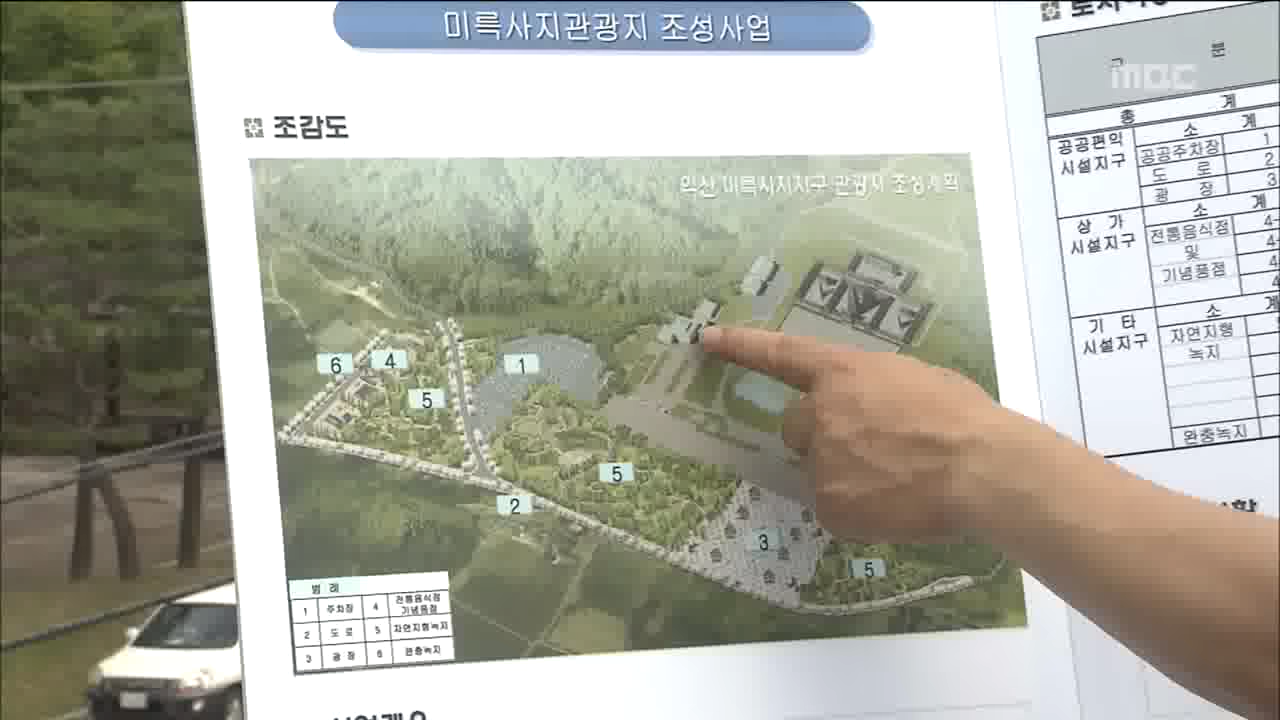 미륵사지관광지 조성사업
조감도
익산 미륵사지지구 관광지 조성계획
6
4
5
1
5
2
3
5
범 례
1 주차장 4 전통음식점 기념품점
2 도 로 5 자연지형녹지
3 광 장 6 완충녹지
mBC
구 분
총 계
공공편익 시설지구
소 계
공공주차장 1
도 로 2
광 장 3
상 가 시설지구
소 계
전통음식점 및 기념품점
4
4
4
기 타 시설지구
소 계
자연지형 녹지
완충녹지